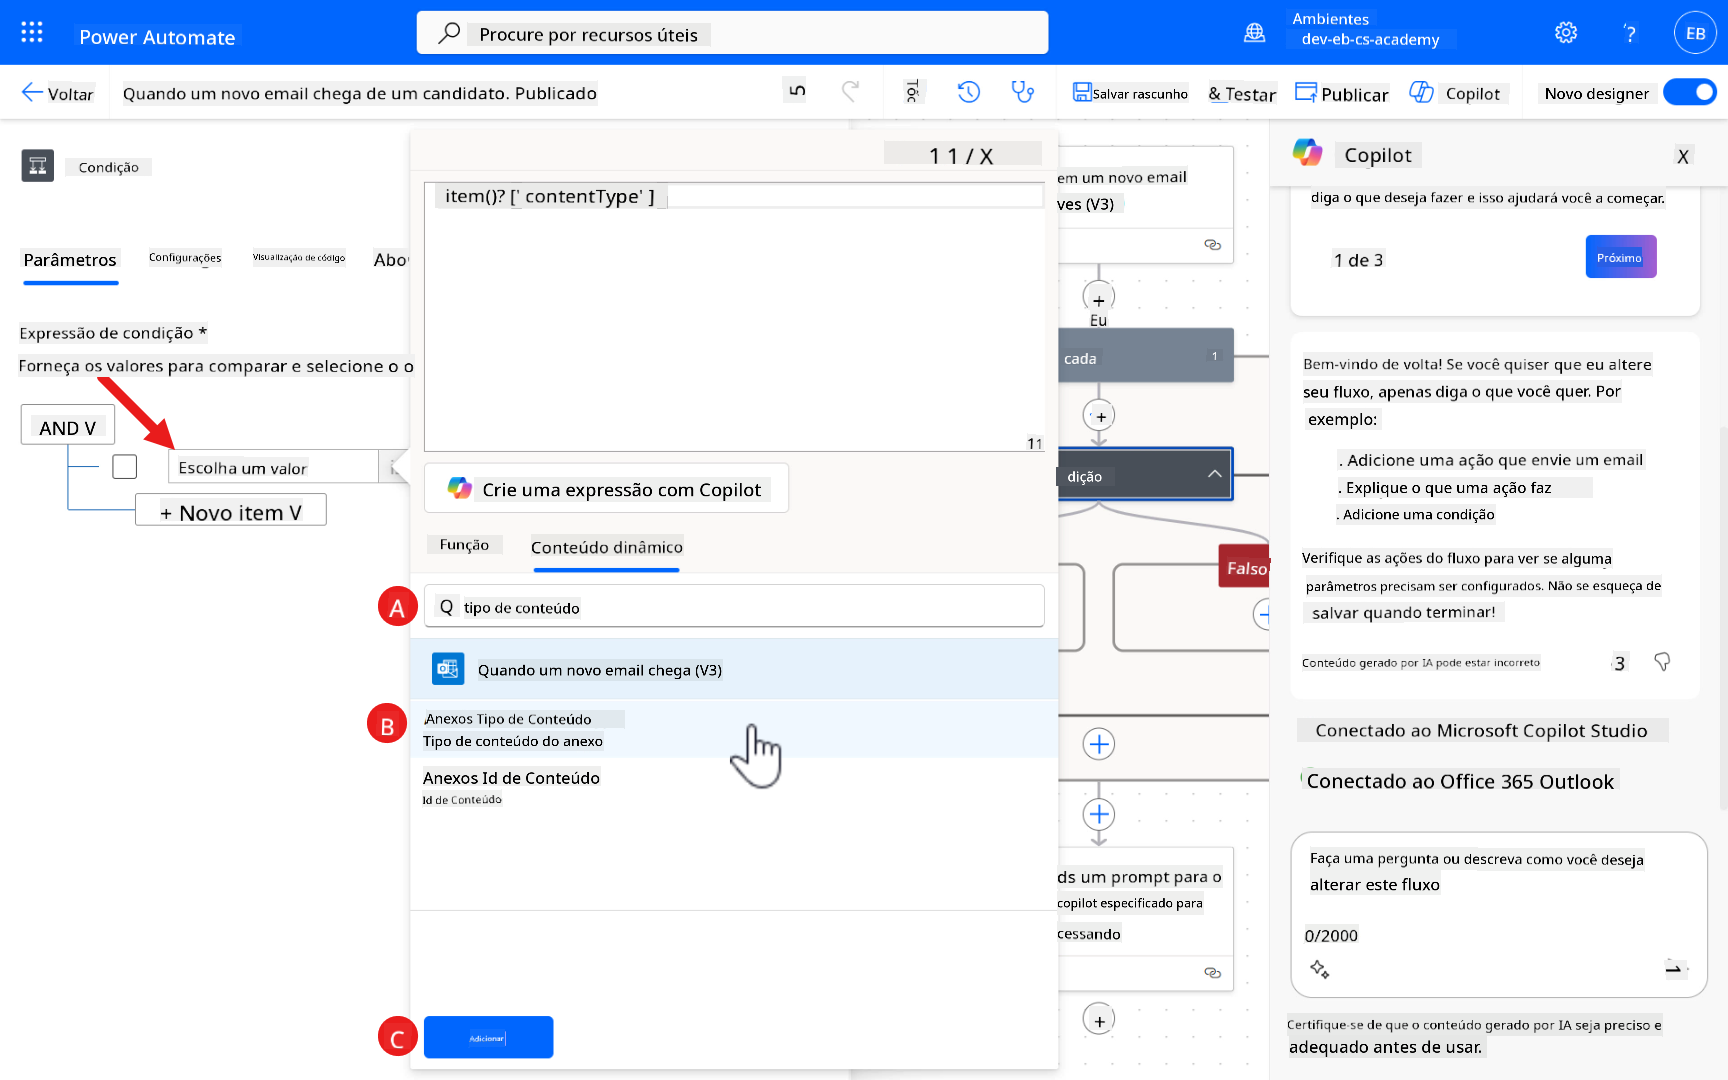 Power Automate
Procure por recursos úteis
Ambientes
dev-eb-cs-academy
?
EB
Voltar
Quando um novo email chega de um candidato. Publicado
Salvar rascunho
& Testar
Publicar
Copilot
Novo designer
Condição
Parâmetros
Configurações
Visualização de código
Abo
Expressão de condição *
Forneça os valores para comparar e selecione o o
AND V
Escolha um valor
+ Novo item V
1 1 / X
item()? [' contentType' ]
11
Crie uma expressão com Copilot
Função
Conteúdo dinâmico
A
Q tipo de conteúdo
Quando um novo email chega (V3)
B
Anexos Tipo de Conteúdo
Tipo de conteúdo do anexo
Anexos Id de Conteúdo
Id de Conteúdo
C
Adicionar
em um novo email
ves (V3)
+
Eu
cada
1
+
dição
Falso
ds um prompt para o
copilot especificado para
cessando
+
Copilot
X
diga o que deseja fazer e isso ajudará você a começar.
1 de 3
Próximo
Bem-vindo de volta! Se você quiser que eu altere
seu fluxo, apenas diga o que você quer. Por
exemplo:
. Adicione uma ação que envie um email
. Explique o que uma ação faz
. Adicione uma condição
Verifique as ações do fluxo para ver se alguma
parâmetros precisam ser configurados. Não se esqueça de
salvar quando terminar!
Conteúdo gerado por IA pode estar incorreto
3
Conectado ao Microsoft Copilot Studio
Conectado ao Office 365 Outlook
Faça uma pergunta ou descreva como você deseja
alterar este fluxo
0/2000
Certifique-se de que o conteúdo gerado por IA seja preciso e
adequado antes de usar.